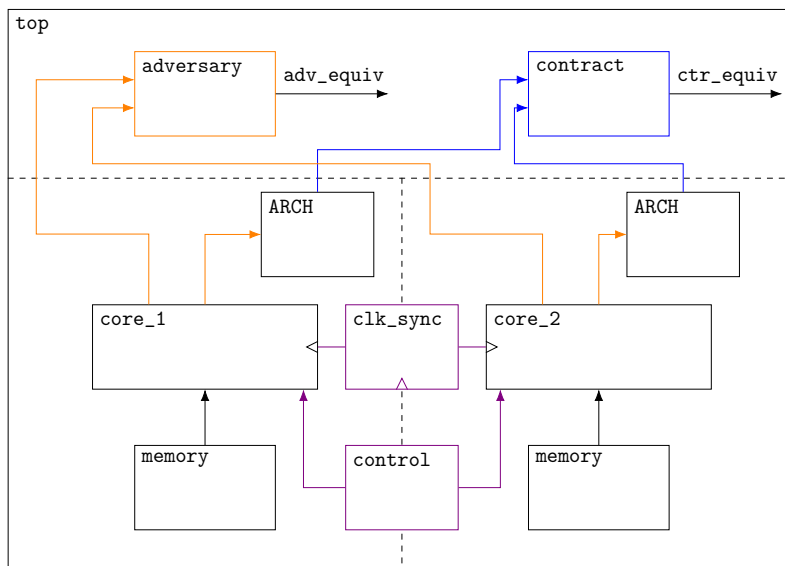 top
adversary
adv_equiv
contract
ctr_equiv
ARCH
ARCH
core_1
clk_sync
core_2
memory
control
memory